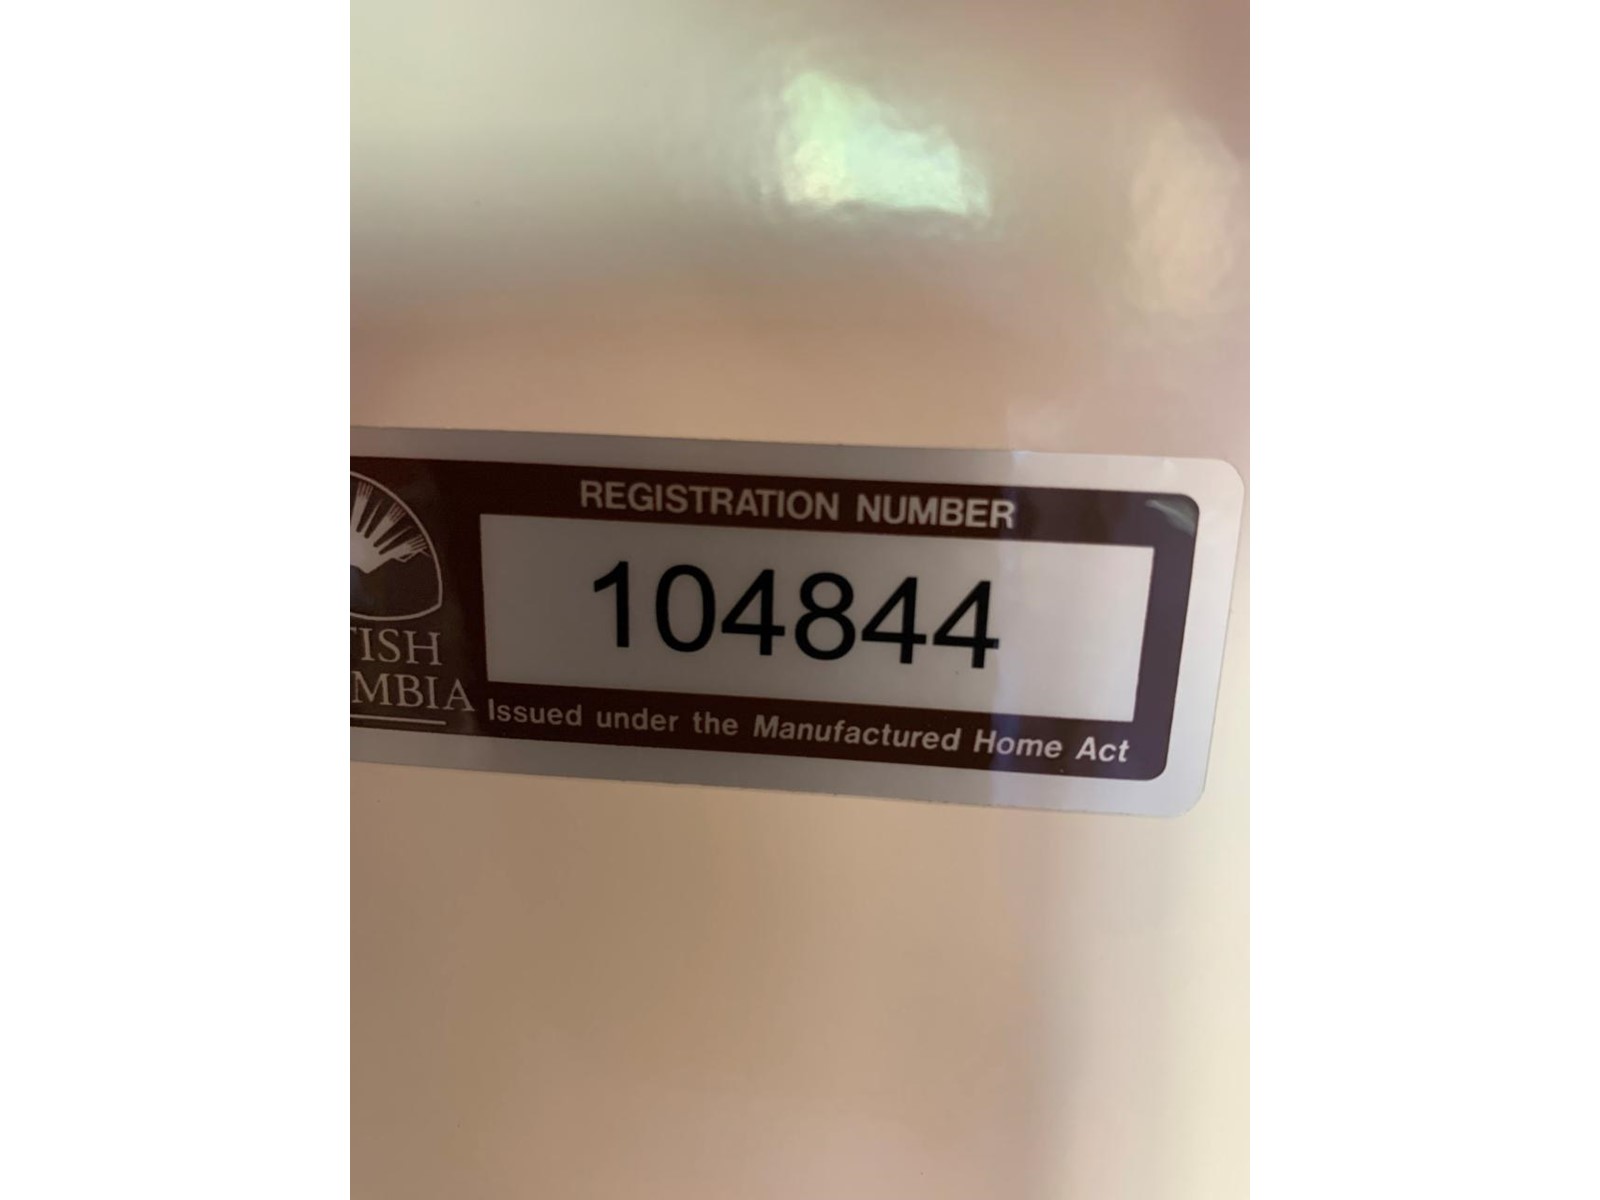 REGISTRATION NUMBER
104844
TISH
MBIA
Issued under the Manufactured Home Act